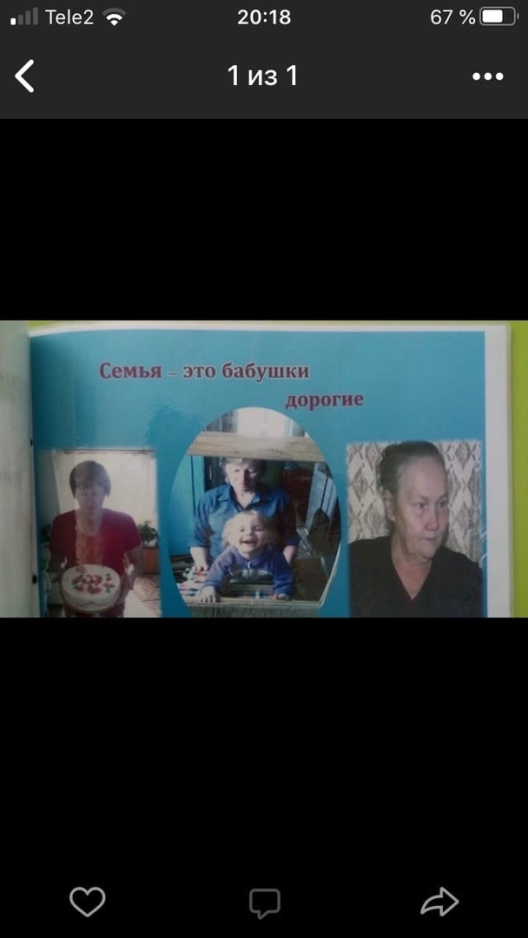 Tele2 20:18 67 %
1 из 1
Семья – это бабушки
дорогие